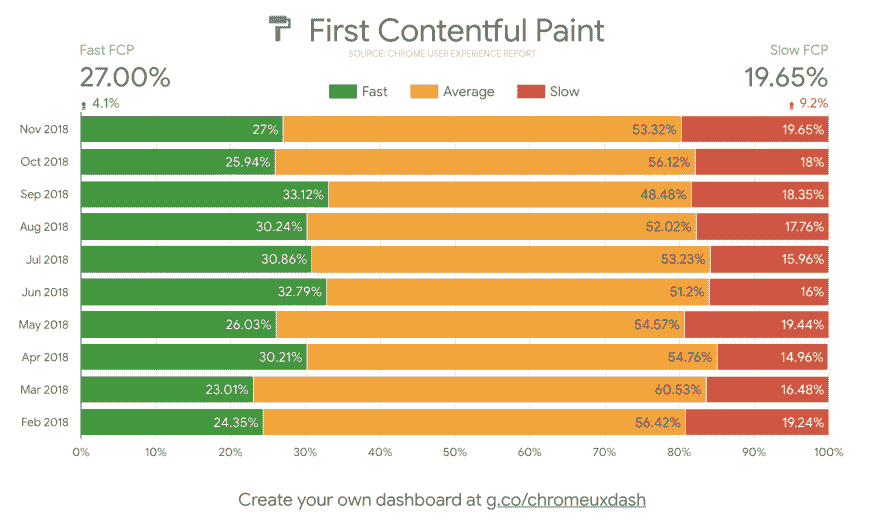 First Contentful Paint
SOURCE: CHROME USER EXPERIENCE REPORT
Fast FCP
27.00%
4.1%
Slow FCP
19.65%
9.2%
Fast Average Slow
Nov 2018 27% 53.32% 19.65%
Oct 2018 25.94% 56.12% 18%
Sep 2018 33.12% 48.48% 18.35%
Aug 2018 30.24% 52.02% 17.76%
Jul 2018 30.86% 53.23% 15.96%
Jun 2018 32.79% 51.2% 16%
May 2018 26.03% 54.57% 19.44%
Apr 2018 30.21% 54.76% 14.96%
Mar 2018 23.01% 60.53% 16.48%
Feb 2018 24.35% 56.42% 19.24%
0% 10% 20% 30% 40% 50% 60% 70% 80% 90% 100%
Create your own dashboard at g.co/chromeuxdash